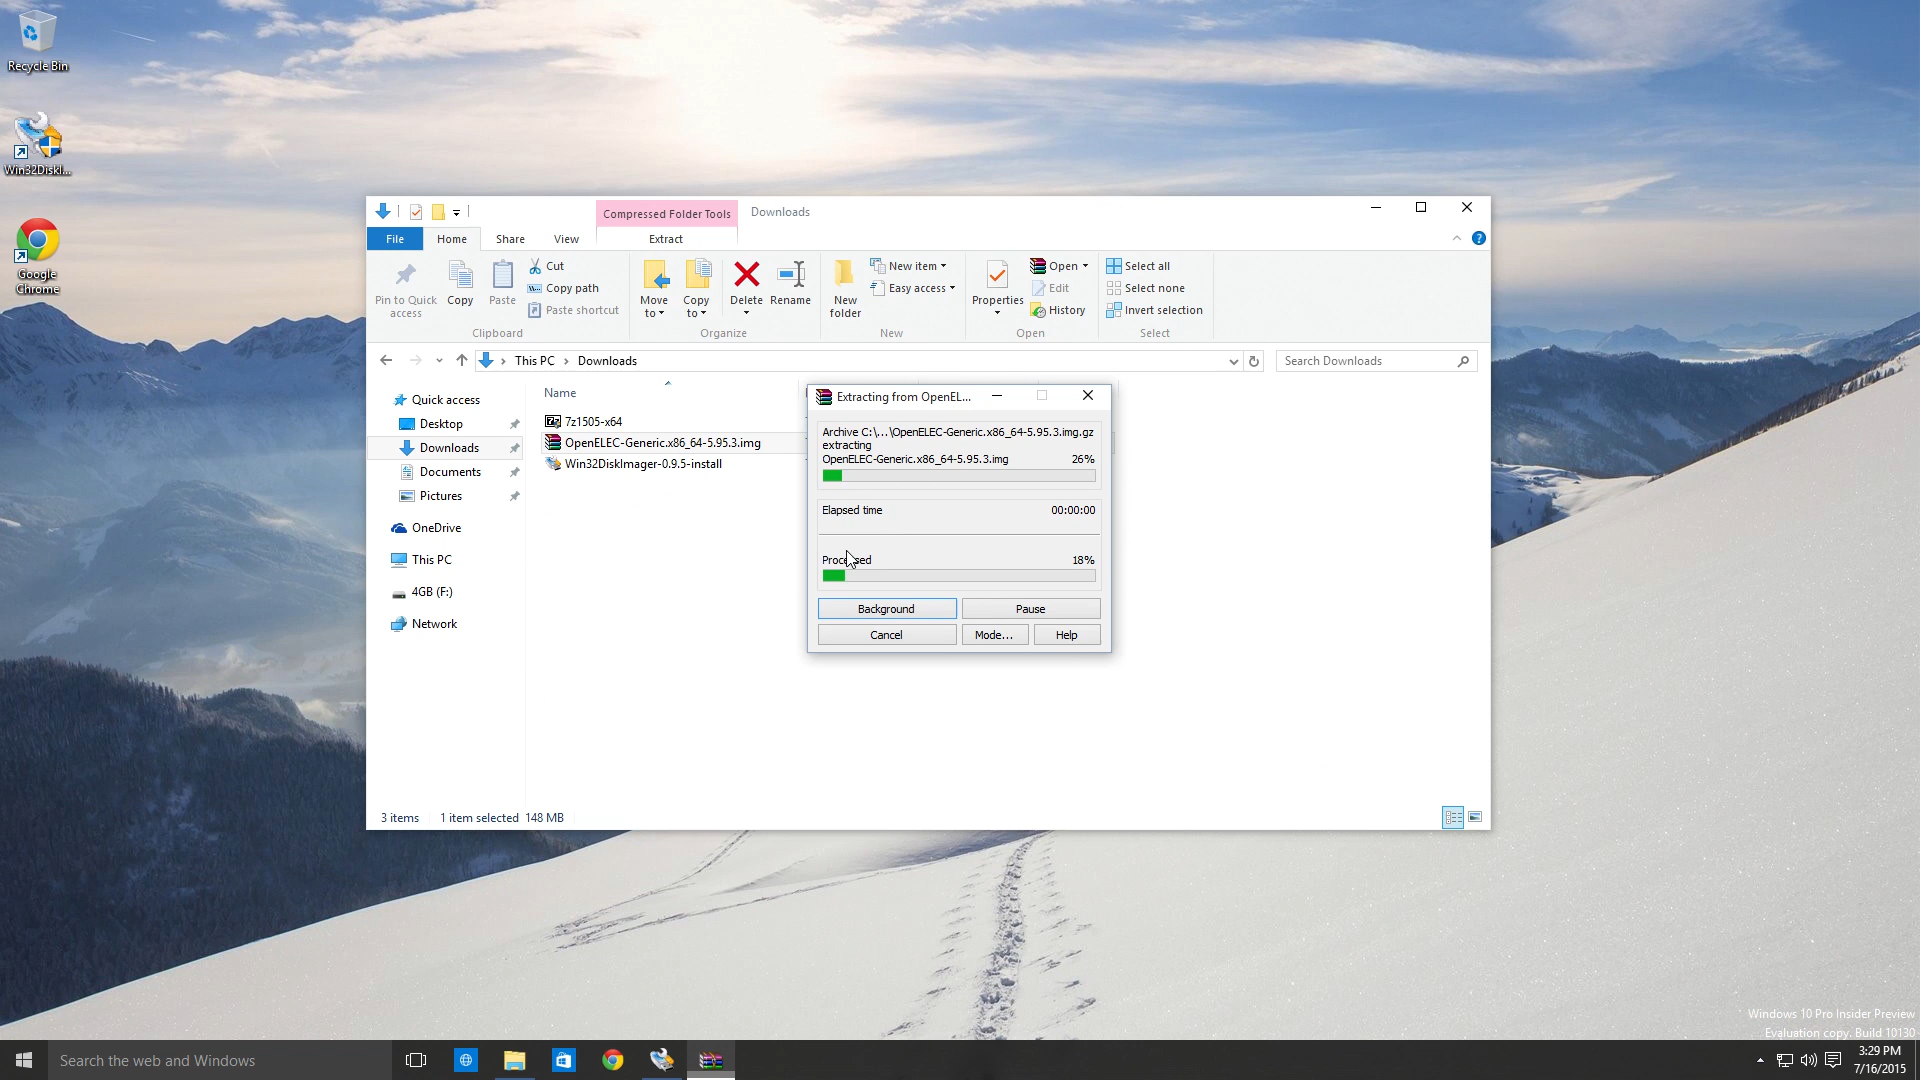 Recycle Bin
Win32DiskI...
Google
Chrome
Compressed Folder Tools
Downloads
File
Home
Share
View
Extract
Pin to Quick
access
Copy
Paste
Cut
Copy path
Paste shortcut
Clipboard
Move
to
Copy
to
Delete
Rename
Organize
New
folder
New item
Easy access
New
Properties
Open
Edit
History
Open
Select all
Select none
Invert selection
Select
This PC
Downloads
Search Downloads
Quick access
Desktop
Downloads
Documents
Pictures
OneDrive
This PC
4GB (F:)
Network
Name
7z1505-x64
OpenELEC-Generic.x86_64-5.95.3.img
Win32DiskImager-0.9.5-install
Extracting from OpenEL...
Archive C:\...\OpenELEC-Generic.x86_64-5.95.3.img.gz
extracting
OpenELEC-Generic.x86_64-5.95.3.img 26%
Elapsed time 00:00:00
Processed 18%
Background
Pause
Cancel
Mode...
Help
3 items 1 item selected 148 MB
Windows 10 Pro Insider Preview
Evaluation copy. Build 10130
Search the web and Windows
3:29 PM
7/16/2015